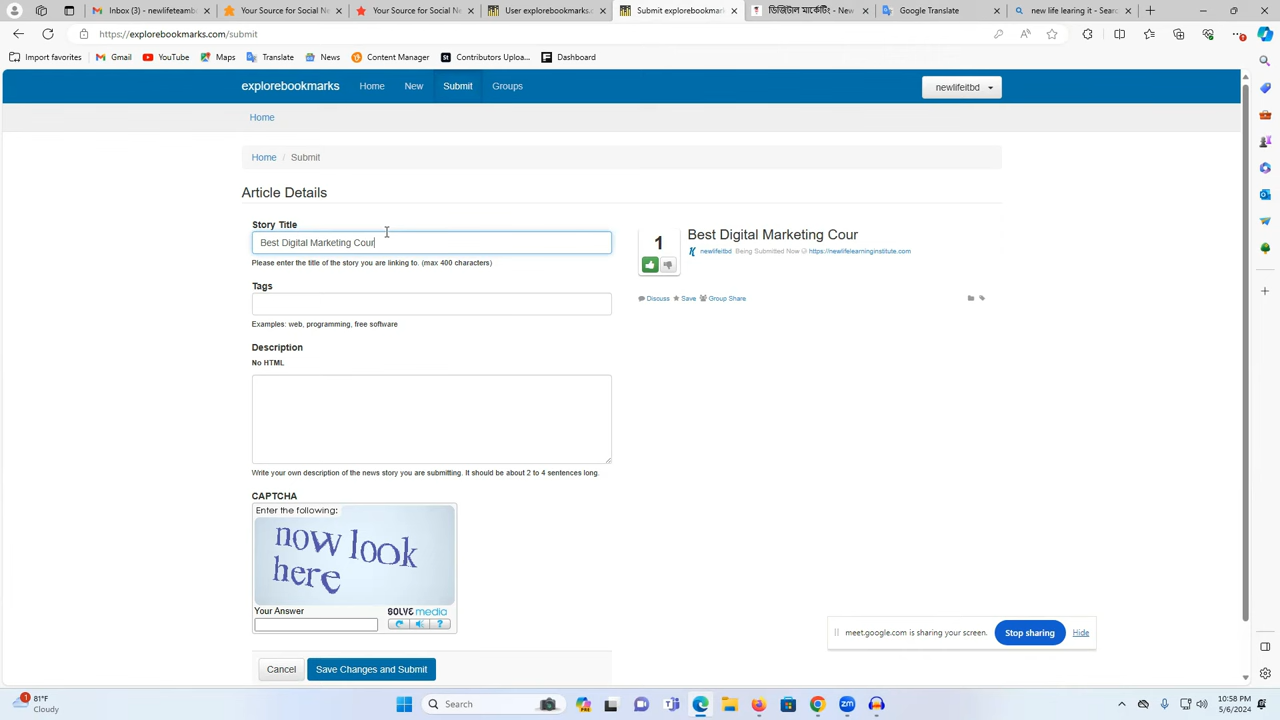 Inbox (3) - newlifeteamb
Your Source for Social Ne
Your Source for Social Ne
User explorebookmarks.c
Submit explorebookmarks
ডিজিটাল মার্কেটিং - New
Google Translate
new life learing it - Searc
https://explorebookmarks.com/submit
Import favorites
Gmail
YouTube
Maps
Translate
News
Content Manager
Contributors Uploa...
Dashboard
explorebookmarks
Home
New
Submit
Groups
newlifeitbd
Home
Home / Submit
Article Details
Story Title
Best Digital Marketing Cour
Please enter the title of the story you are linking to. (max 400 characters)
1
Best Digital Marketing Cour
newlifeitbd Being Submitted Now https://newlifelearninginstitute.com
Discuss Save Group Share
Tags
Examples: web, programming, free software
Description
No HTML
Write your own description of the news story you are submitting. It should be about 2 to 4 sentences long.
CAPTCHA
Enter the following:
now look
here
Your Answer
SOLVE media
?
meet.google.com is sharing your screen.
Stop sharing
Hide
Cancel
Save Changes and Submit
1
81°F
Cloudy
Search
10:58 PM
5/6/2024